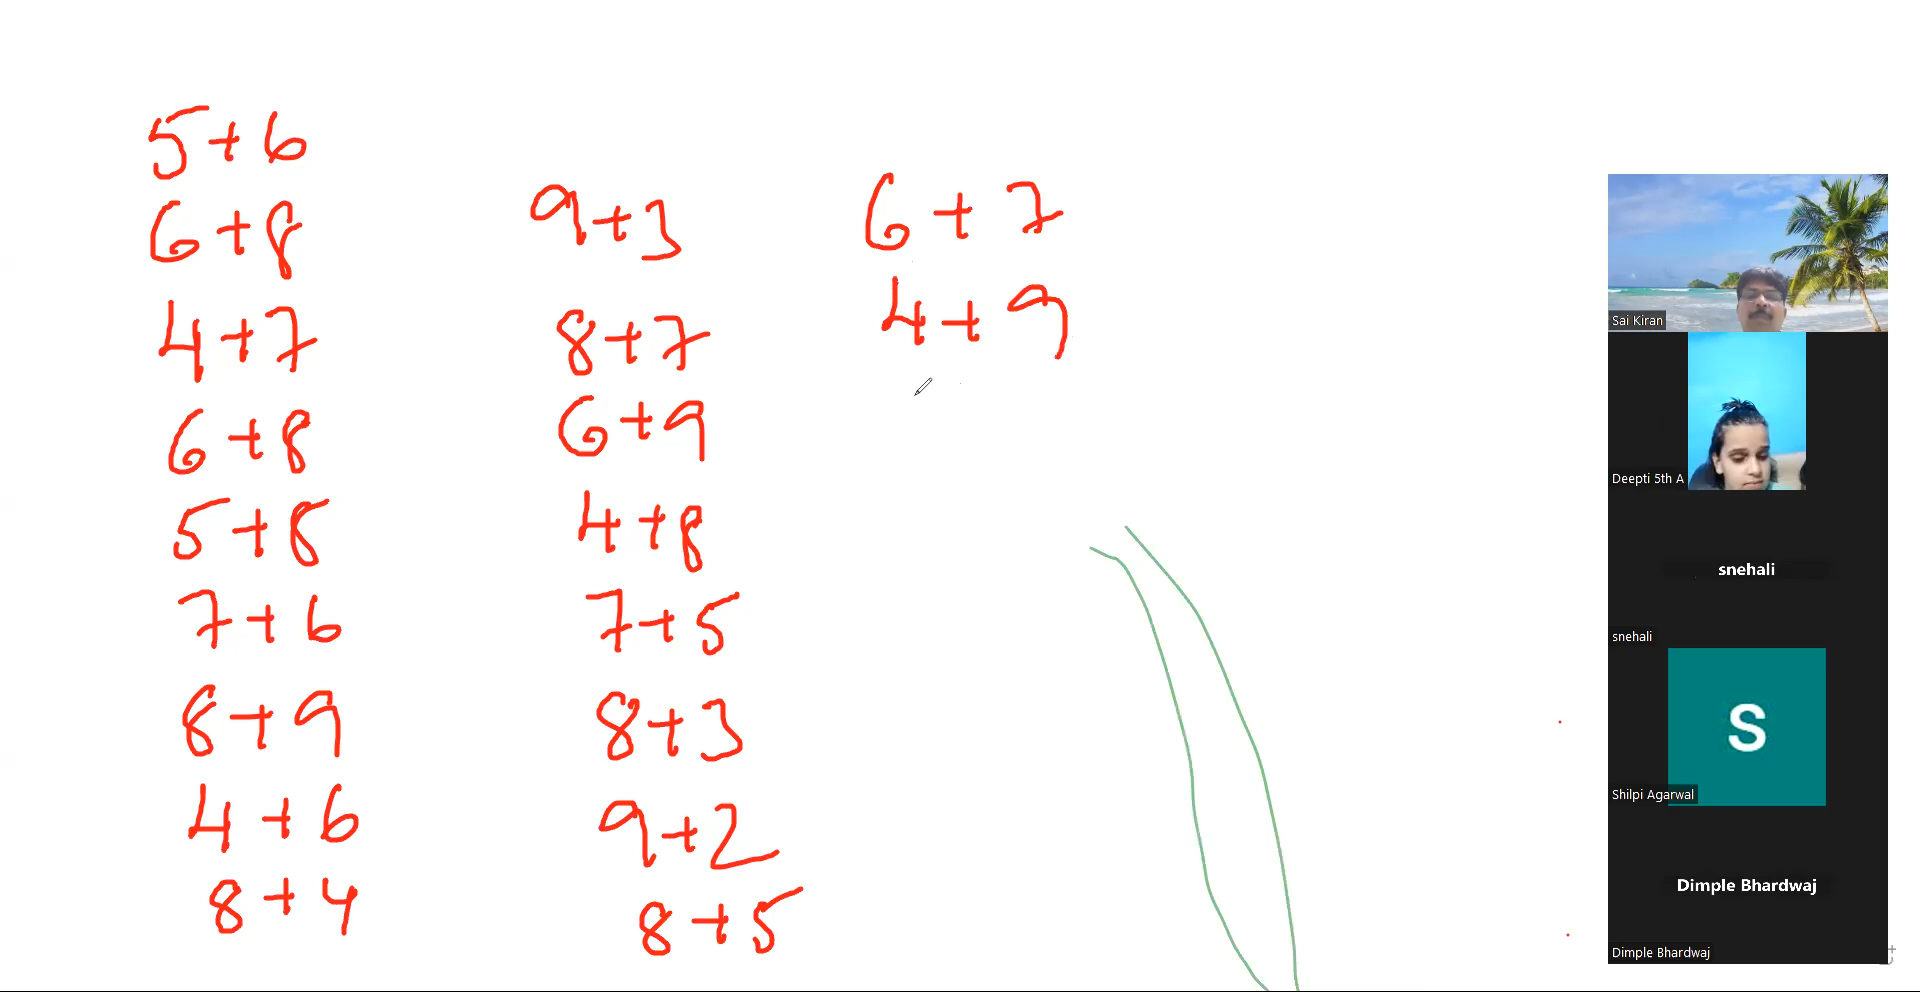 5+6
6+8
4+7
6+8
5+8
7+6
8+9
4+6
8+4
9+3
8+7
6+9
4+8
7+5
8+3
9+2
8+5
6+7
4+9
Sai Kiran
Deepti 5th A
snehali
snehali
S
Shilpi Agarwal
Dimple Bhardwaj
Dimple Bhardwaj